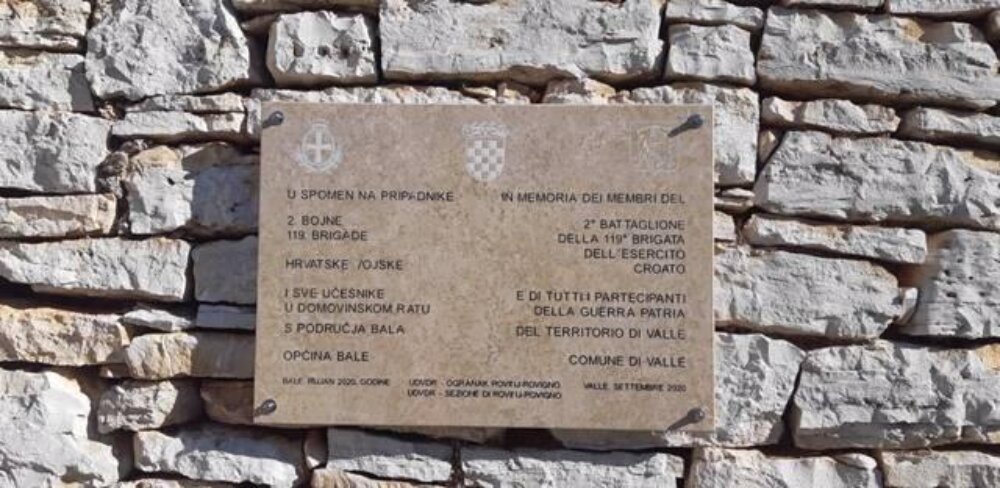 U SPOMEN NA PRIPADNIKE
2. BOJNE
119. BRIGADE
HRVATSKE VOJSKE
I SVE UČESNIKE
U DOMOVINSKOM RATU
S PODRUČJA BALA
OPĆINA BALE
BALE, RUJAN 2020. GODINE
IN MEMORIA DEI MEMBRI DEL
2° BATTAGLIONE
DELLA 119° BRIGATA
DELL'ESERCITO
CROATO
E DI TUTTI I PARTECIPANTI
DELLA GUERRA PATRIA
DEL TERRITORIO DI VALLE
COMUNE DI VALLE
VALLE, SETTEMBRE 2020
UDVDR - OGRANAK ROVINJ-ROVIGNO
UDVDR - SEZIONE DI ROVINJ-ROVIGNO